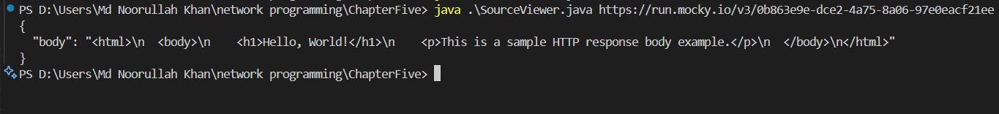 PS D:\Users\Md Noorullah Khan\network programming\ChapterFive> java .\SourceViewer.java https://run.mocky.io/v3/0b863e9e-dce2-4a75-8a06-97e0eacf21ee
{
  "body": "<html>\n  <body>\n    <h1>Hello, World!</h1>\n    <p>This is a sample HTTP response body example.</p>\n  </body>\n</html>"
}
PS D:\Users\Md Noorullah Khan\network programming\ChapterFive>